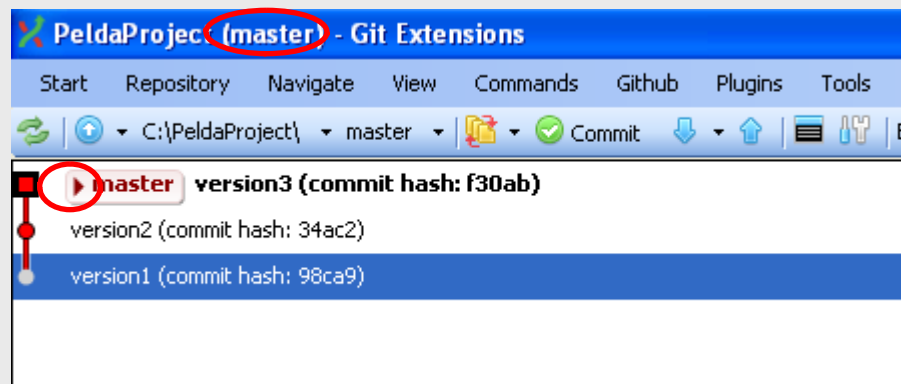 PeldaProject (master) - Git Extensions
Start Repository Navigate View Commands Github Plugins Tools
C:\PeldaProject\ master Commit
master version3 (commit hash: f30ab)
version2 (commit hash: 34ac2)
version1 (commit hash: 98ca9)